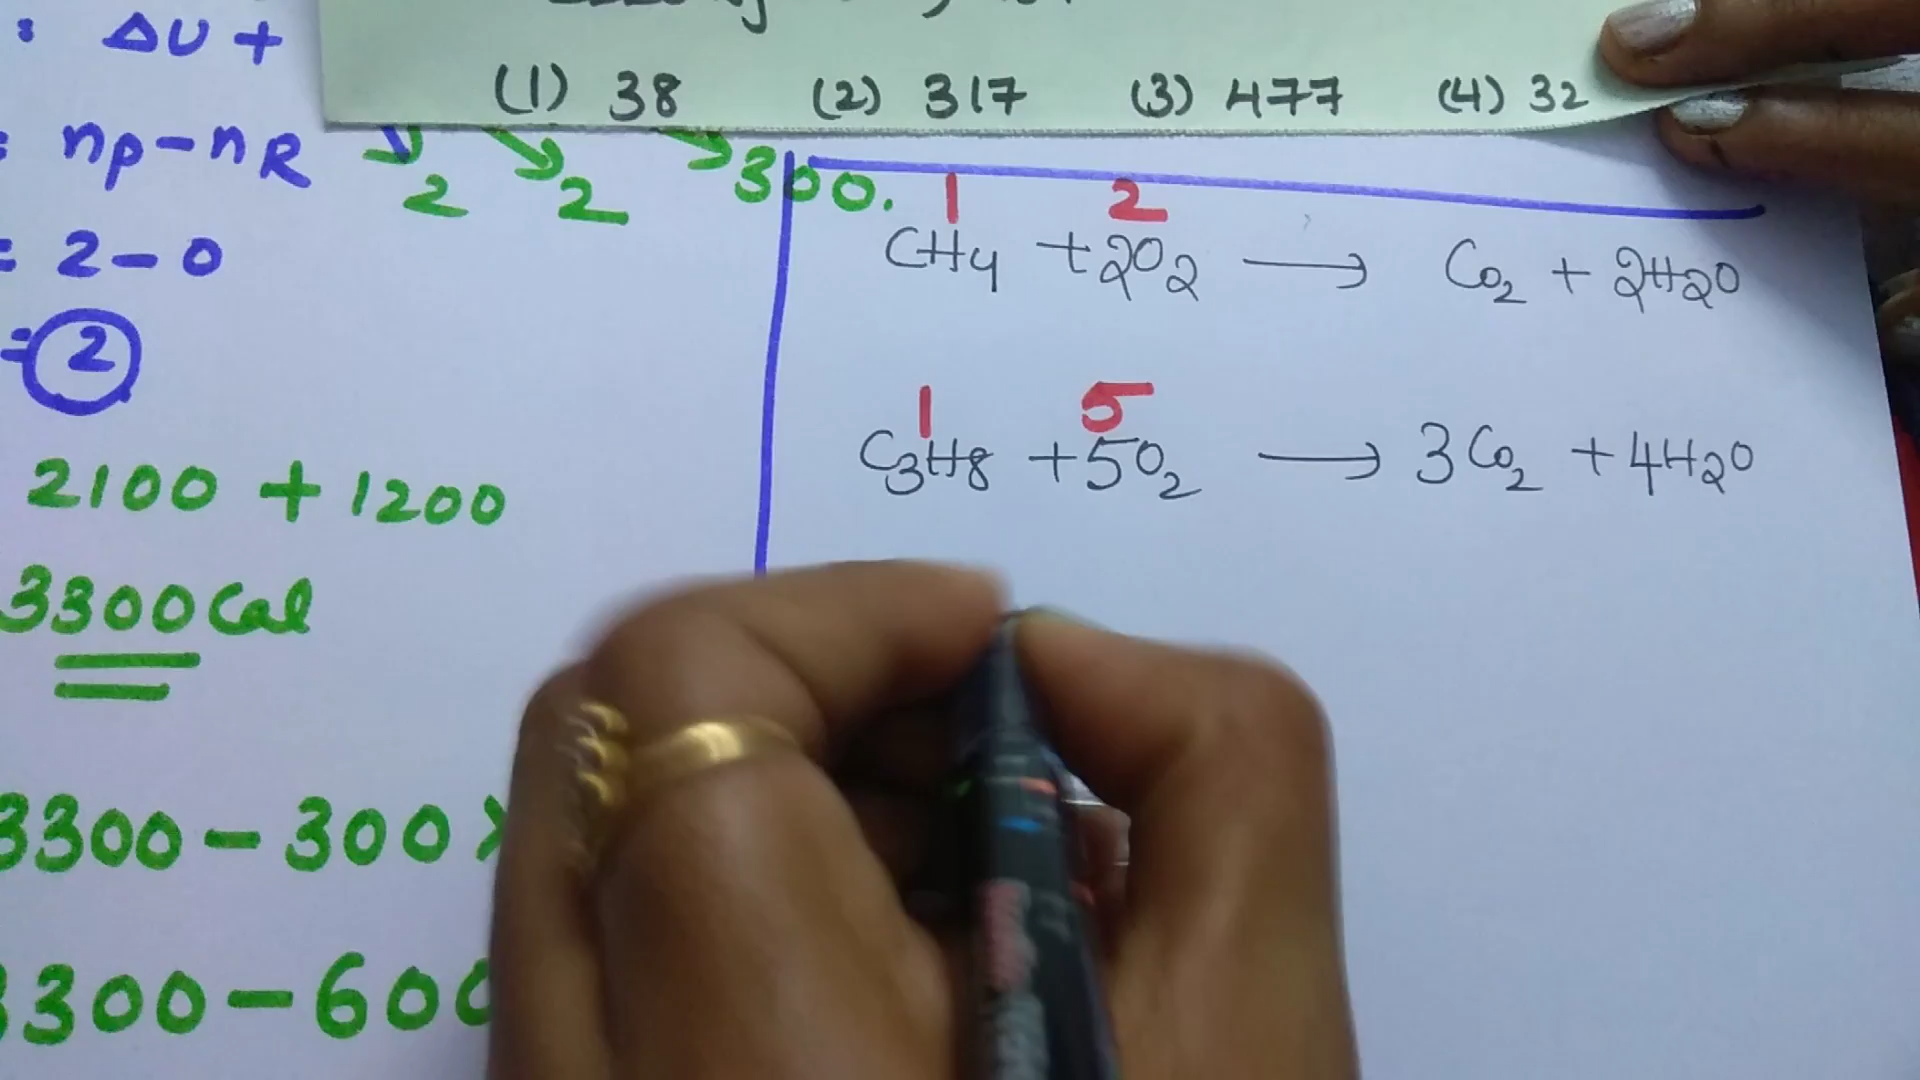 : ΔU +
(1) 38 (2) 317 (3) 477 (4) 32
= np - nR
2 2 300.
= 2 - 0
= 2
2100 + 1200
3300 Cal
3300 - 300 X
3300 - 600
1 2
CH4 + 2O2 → CO2 + 2H2O
1 5
C3H8 + 5O2 → 3CO2 + 4H2O